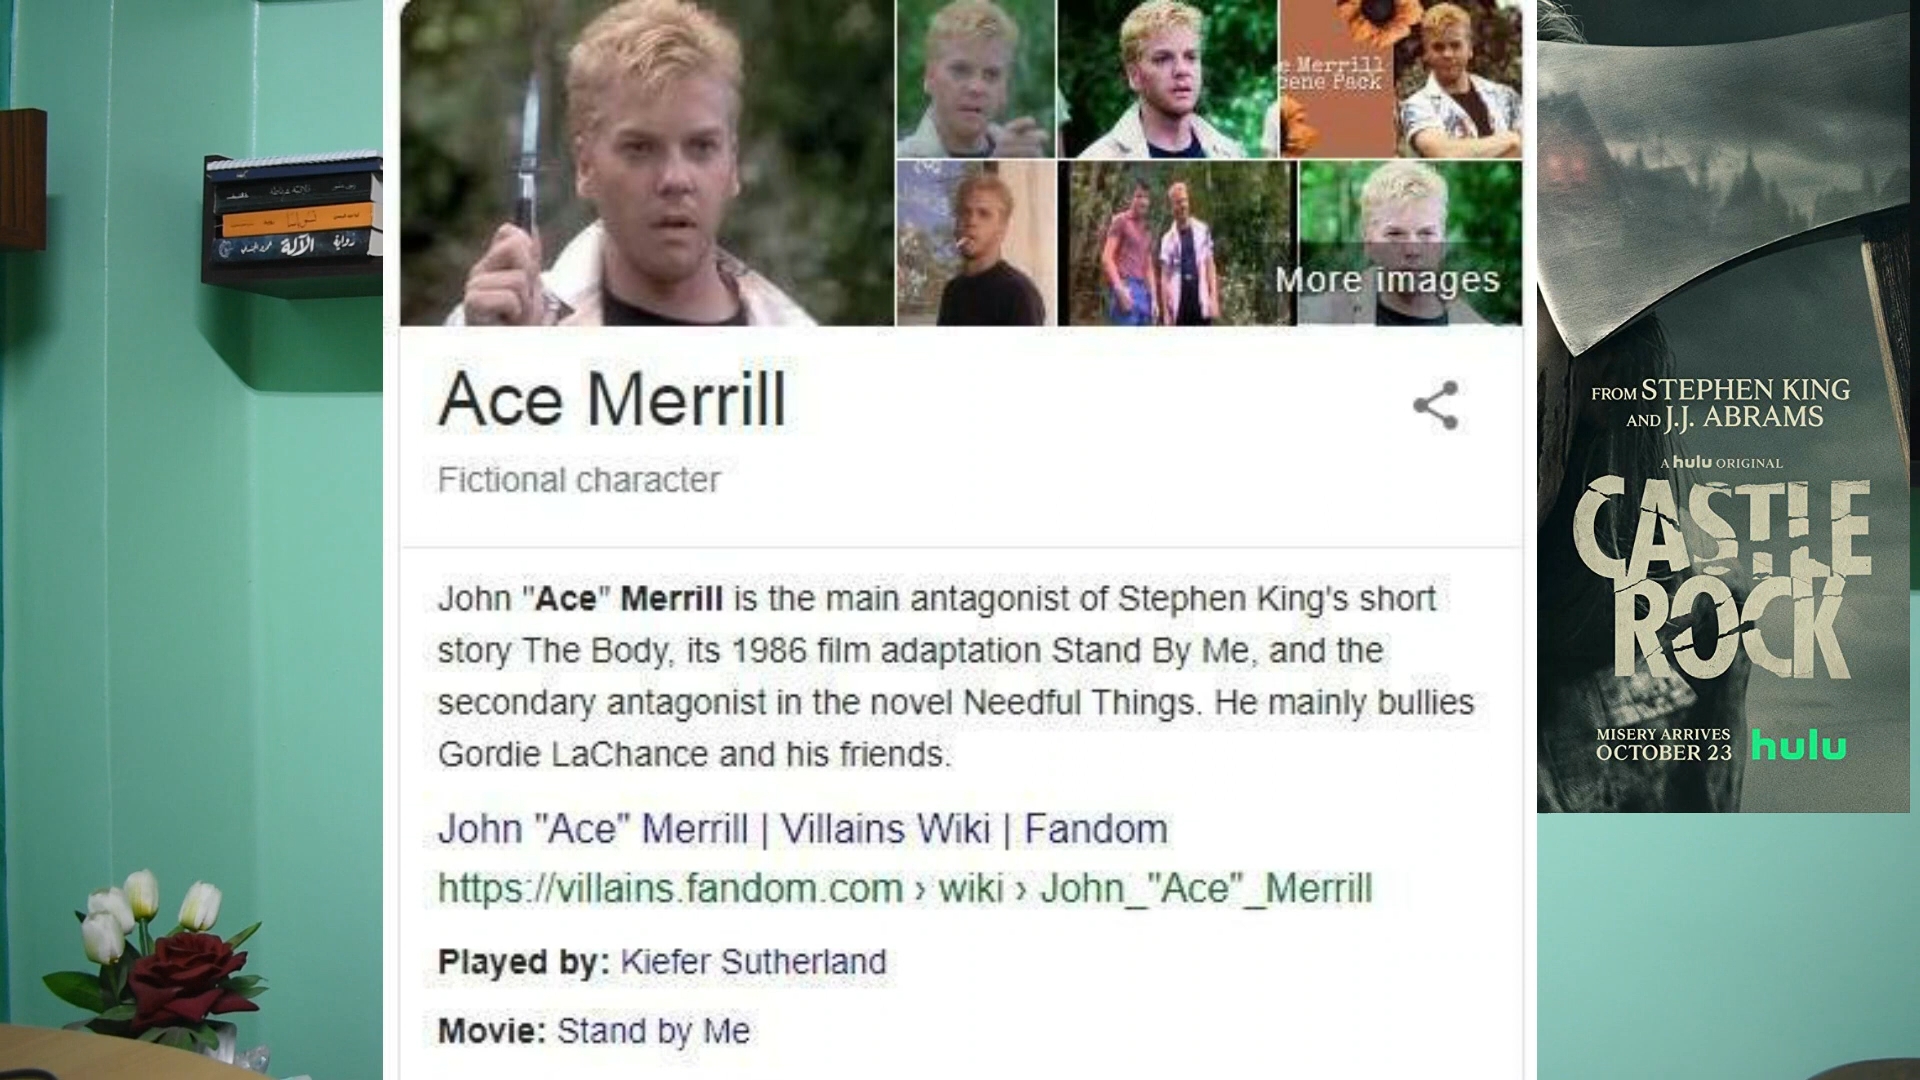 رواية الآلة
e Merrill
cene Pack
More images
Ace Merrill
Fictional character
John "Ace" Merrill is the main antagonist of Stephen King's short
story The Body, its 1986 film adaptation Stand By Me, and the
secondary antagonist in the novel Needful Things. He mainly bullies
Gordie LaChance and his friends.
John "Ace" Merrill | Villains Wiki | Fandom
https://villains.fandom.com › wiki › John_"Ace"_Merrill
Played by: Kiefer Sutherland
Movie: Stand by Me
FROM STEPHEN KING
AND J.J. ABRAMS
A hulu ORIGINAL
CASTLE
ROCK
MISERY ARRIVES
OCTOBER 23 hulu